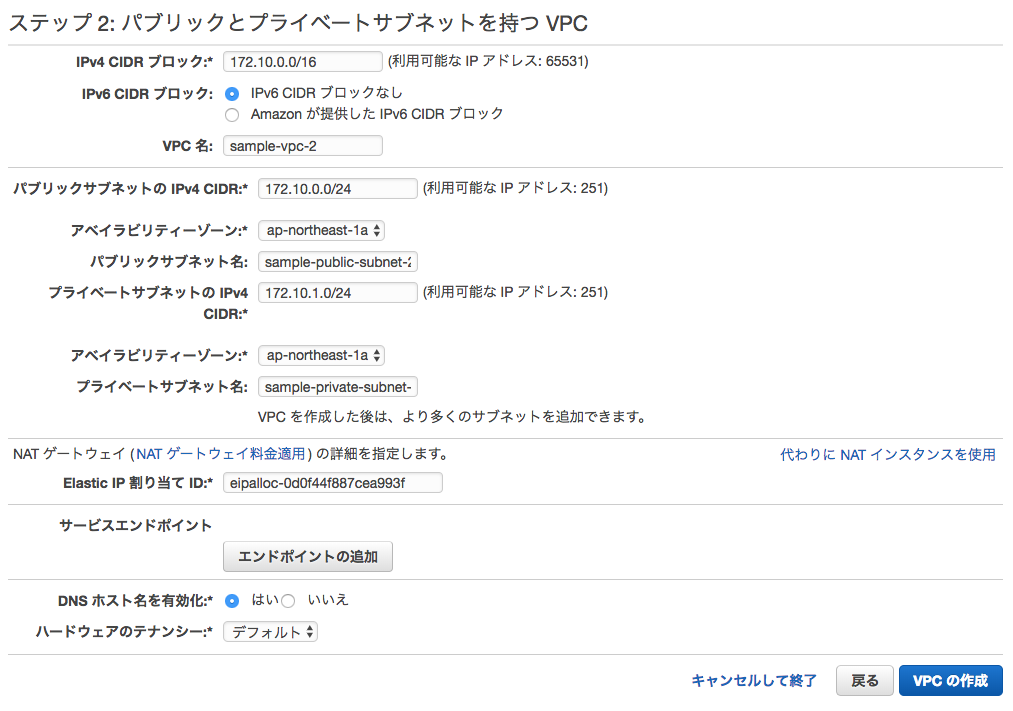 ステップ 2: パブリックとプライベートサブネットを持つ VPC
IPv4 CIDR ブロック:* 172.10.0.0/16 (利用可能な IP アドレス: 65531)
IPv6 CIDR ブロック: IPv6 CIDR ブロックなし
Amazon が提供した IPv6 CIDR ブロック
VPC 名: sample-vpc-2
パブリックサブネットの IPv4 CIDR:* 172.10.0.0/24 (利用可能な IP アドレス: 251)
アベイラビリティーゾーン:* ap-northeast-1a
パブリックサブネット名: sample-public-subnet-2
プライベートサブネットの IPv4 172.10.1.0/24 (利用可能な IP アドレス: 251)
CIDR:*
アベイラビリティーゾーン:* ap-northeast-1a
プライベートサブネット名: sample-private-subnet-
VPC を作成した後は、より多くのサブネットを追加できます。
NAT ゲートウェイ (NAT ゲートウェイ料金適用) の詳細を指定します。 代わりに NAT インスタンスを使用
Elastic IP 割り当て ID:* eipalloc-0d0f44f887cea993f
サービスエンドポイント
エンドポイントの追加
DNS ホスト名を有効化:* はい いいえ
ハードウェアのテナンシー:* デフォルト
キャンセルして終了 戻る VPC の作成